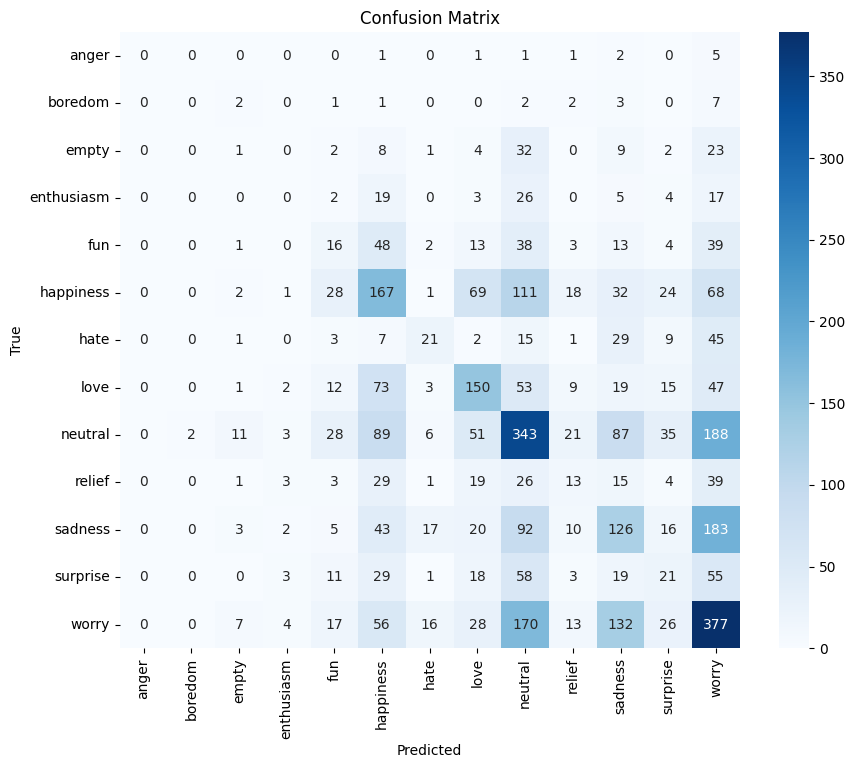 Confusion Matrix
anger 0 0 0 0 0 1 0 1 1 1 2 0 5
boredom 0 0 2 0 1 1 0 0 2 2 3 0 7
empty 0 0 1 0 2 8 1 4 32 0 9 2 23
enthusiasm 0 0 0 0 2 19 0 3 26 0 5 4 17
fun 0 0 1 0 16 48 2 13 38 3 13 4 39
happiness 0 0 2 1 28 167 1 69 111 18 32 24 68
hate 0 0 1 0 3 7 21 2 15 1 29 9 45
love 0 0 1 2 12 73 3 150 53 9 19 15 47
neutral 0 2 11 3 28 89 6 51 343 21 87 35 188
relief 0 0 1 3 3 29 1 19 26 13 15 4 39
sadness 0 0 3 2 5 43 17 20 92 10 126 16 183
surprise 0 0 0 3 11 29 1 18 58 3 19 21 55
worry 0 0 7 4 17 56 16 28 170 13 132 26 377
True
anger boredom empty enthusiasm fun happiness hate love neutral relief sadness surprise worry
Predicted
350
300
250
200
150
100
50
0